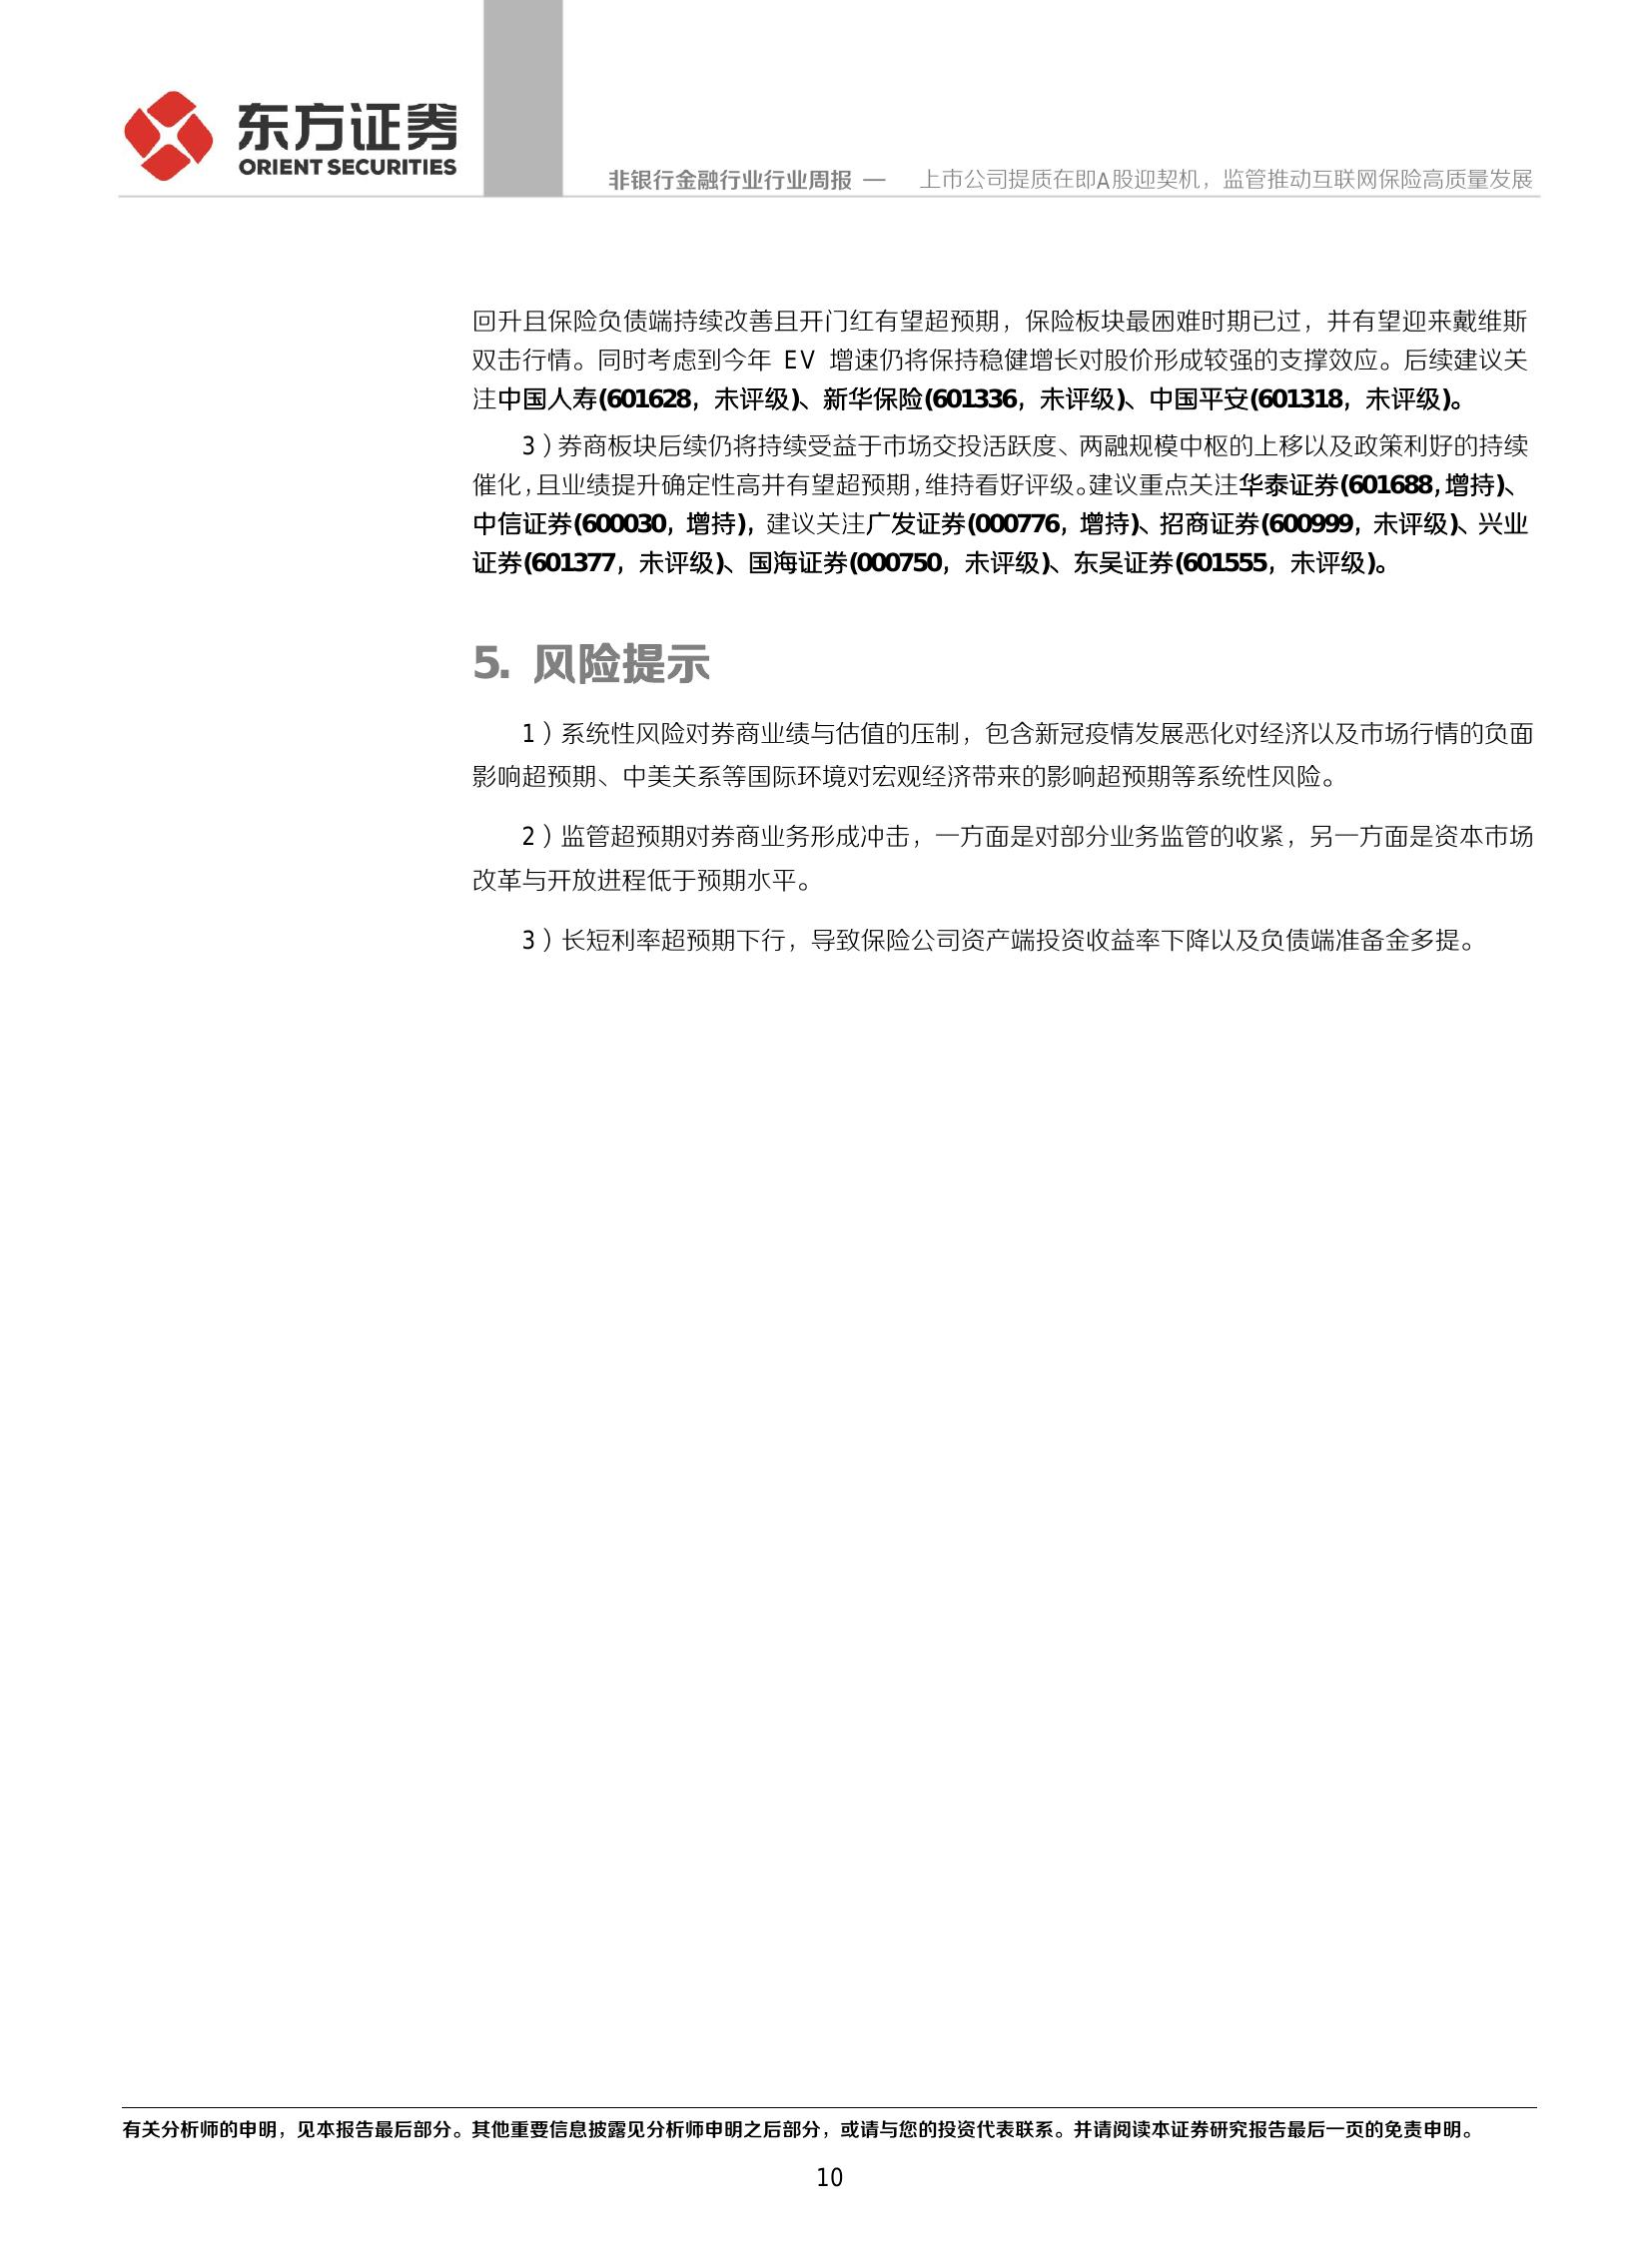 东方证券
ORIENT SECURITIES
非银行金融行业行业周报 — 上市公司提质在即A股迎契机，监管推动互联网保险高质量发展
回升且保险负债端持续改善且开门红有望超预期，保险板块最困难时期已过，并有望迎来戴维斯
双击行情。同时考虑到今年 EV 增速仍将保持稳健增长对股价形成较强的支撑效应。后续建议关
注中国人寿(601628，未评级)、新华保险(601336，未评级)、中国平安(601318，未评级)。
3）券商板块后续仍将持续受益于市场交投活跃度、两融规模中枢的上移以及政策利好的持续
催化，且业绩提升确定性高并有望超预期，维持看好评级。建议重点关注华泰证券(601688，增持)、
中信证券(600030，增持)，建议关注广发证券(000776，增持)、招商证券(600999，未评级)、兴业
证券(601377，未评级)、国海证券(000750，未评级)、东吴证券(601555，未评级)。
5. 风险提示
1）系统性风险对券商业绩与估值的压制，包含新冠疫情发展恶化对经济以及市场行情的负面
影响超预期、中美关系等国际环境对宏观经济带来的影响超预期等系统性风险。
2）监管超预期对券商业务形成冲击，一方面是对部分业务监管的收紧，另一方面是资本市场
改革与开放进程低于预期水平。
3）长短利率超预期下行，导致保险公司资产端投资收益率下降以及负债端准备金多提。
有关分析师的申明，见本报告最后部分。其他重要信息披露见分析师申明之后部分，或请与您的投资代表联系。并请阅读本证券研究报告最后一页的免责申明。
10